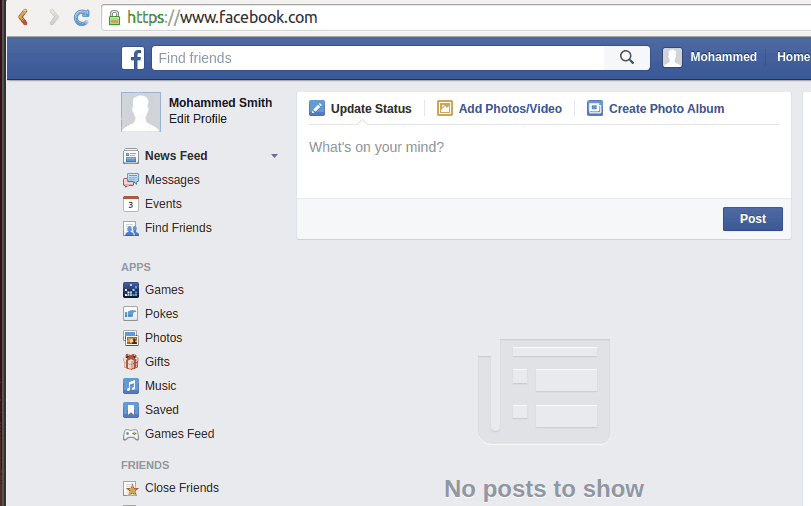 https://www.facebook.com
f Find friends Mohammed Home
Mohammed Smith
Edit Profile
Update Status Add Photos/Video Create Photo Album
What's on your mind?
News Feed
Messages
3 Events
Find Friends
Post
APPS
Games
Pokes
Photos
Gifts
Music
Saved
Games Feed
FRIENDS
Close Friends
No posts to show